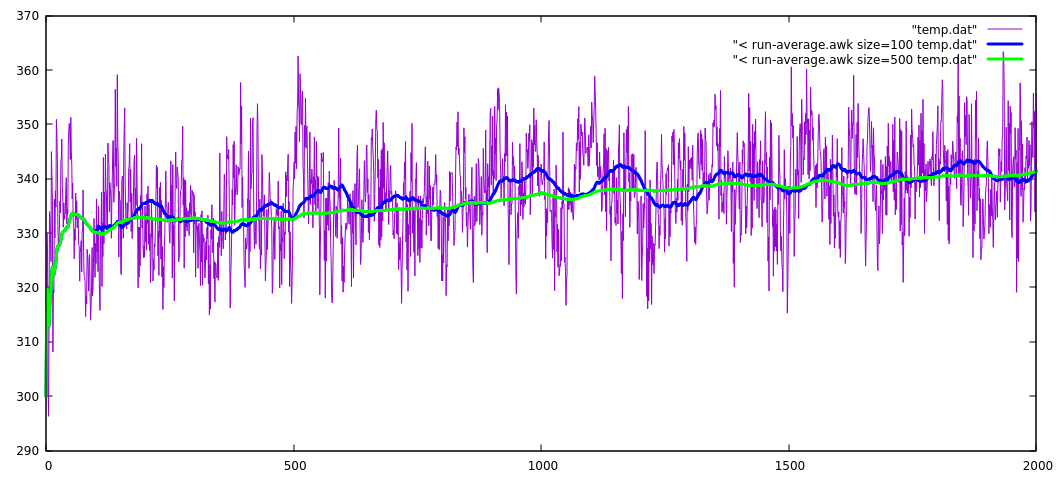 370
"temp.dat"
"< run-average.awk size=100 temp.dat"
"< run-average.awk size=500 temp.dat"
360
350
340
330
320
310
300
290
0 500 1000 1500 2000